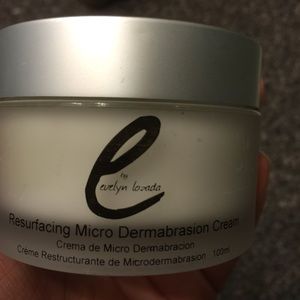 e
by
evelyn lozada
Resurfacing Micro Dermabrasion Cream
Crema de Micro Dermabracion
Crème Restructurante de Microdermabrasion 100ml